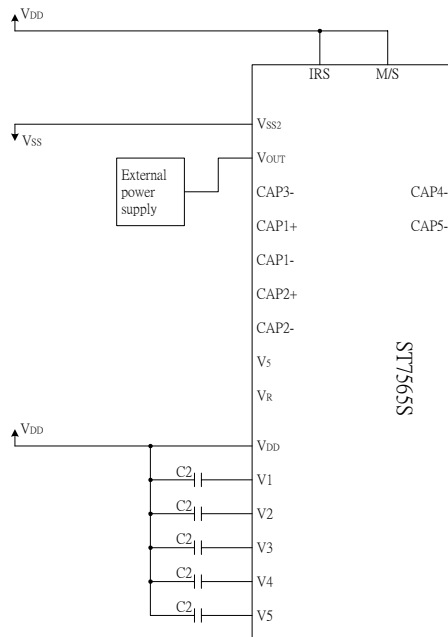 VDD
IRS M/S
VSS
VSS2
VOUT
External
power
supply
CAP3-
CAP4-
CAP1+
CAP5-
CAP1-
CAP2+
CAP2-
V5
VR
ST7565S
VDD
VDD
C2
V1
C2
V2
C2
V3
C2
V4
C2
V5